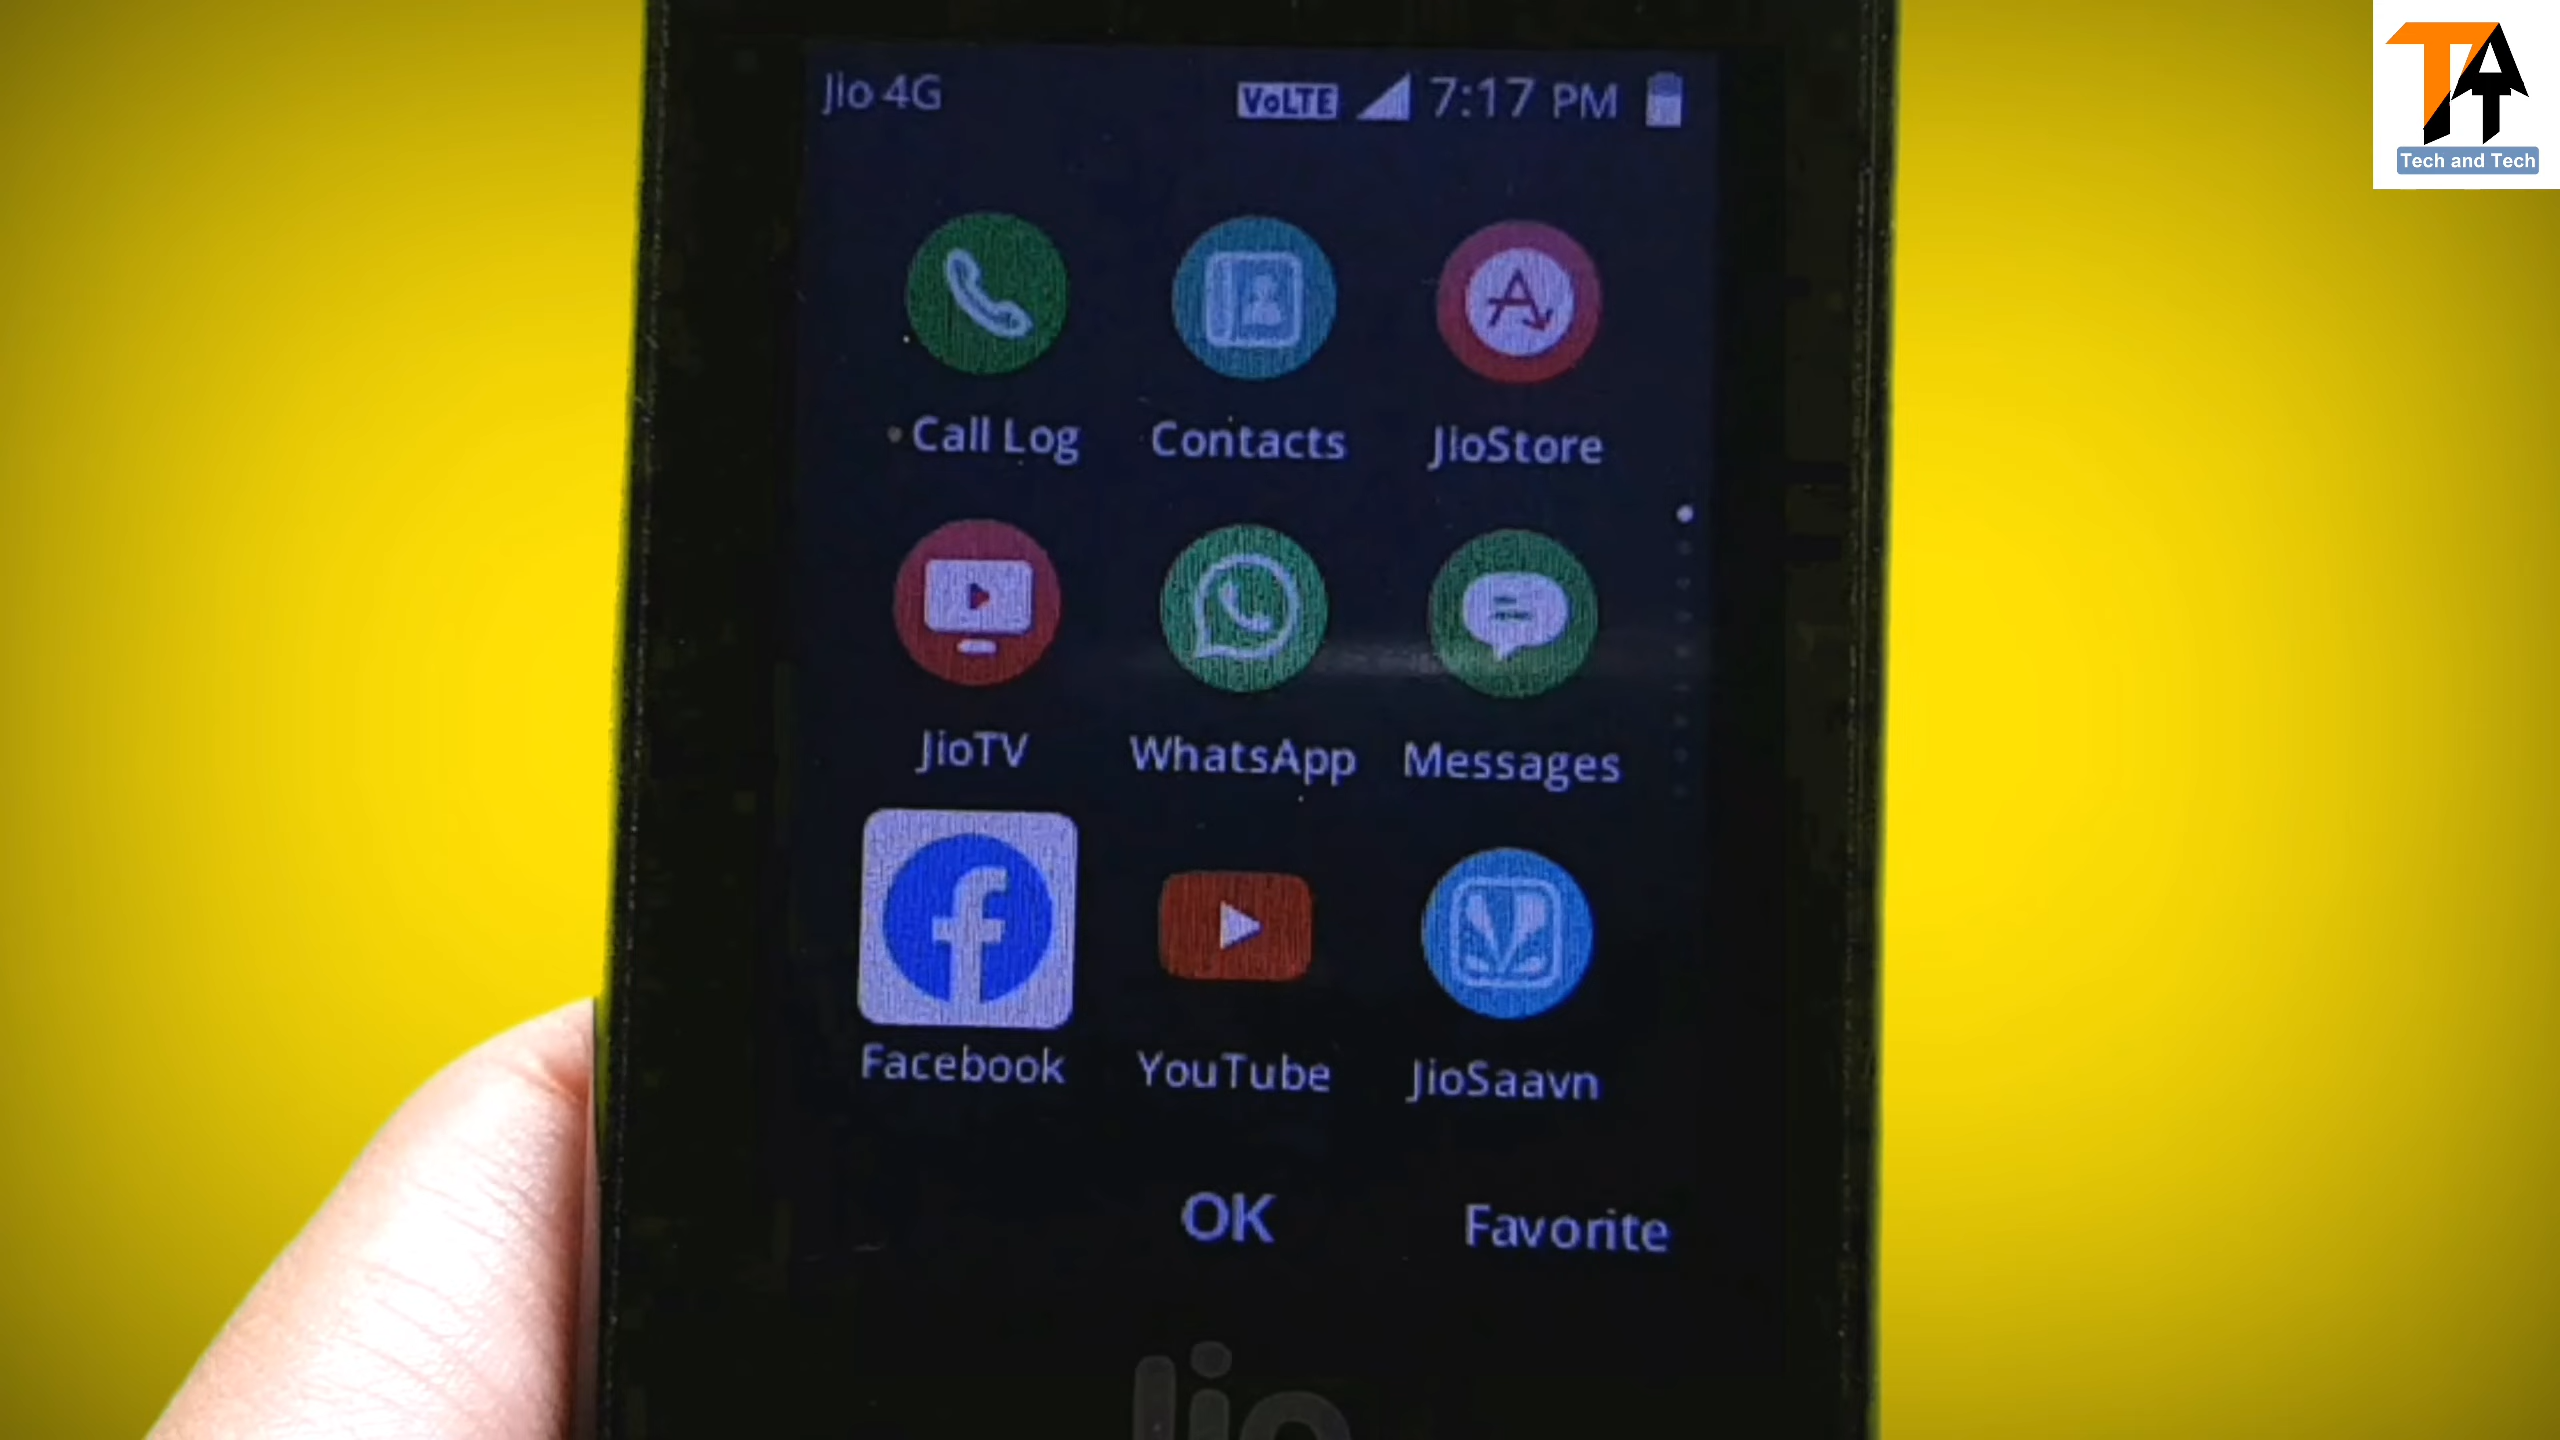 Jio 4G VoLTE 7:17 PM
Tech and Tech
Call Log Contacts JioStore
JioTV WhatsApp Messages
Facebook YouTube JioSaavn
OK Favorite
Jio